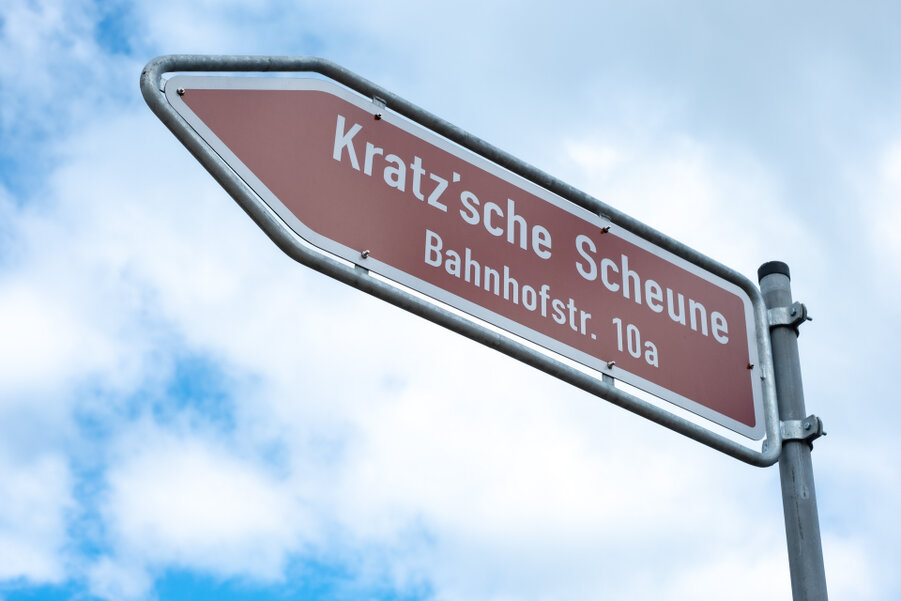 Kratz'sche Scheune
Bahnhofstr. 10a